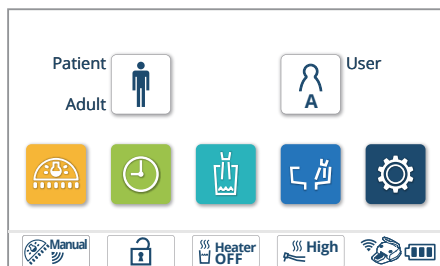 Patient
User
Adult
A
Manual
Heater
OFF
High